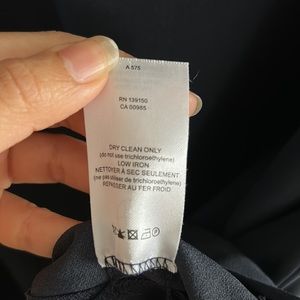 A 575
RN 139150
CA 00985
DRY CLEAN ONLY
(do not use trichloroethylene)
LOW IRON
NETTOYER À SEC SEULEMENT
(ne pas utiliser de trichloroethylene)
REPASSER AU FER FROID